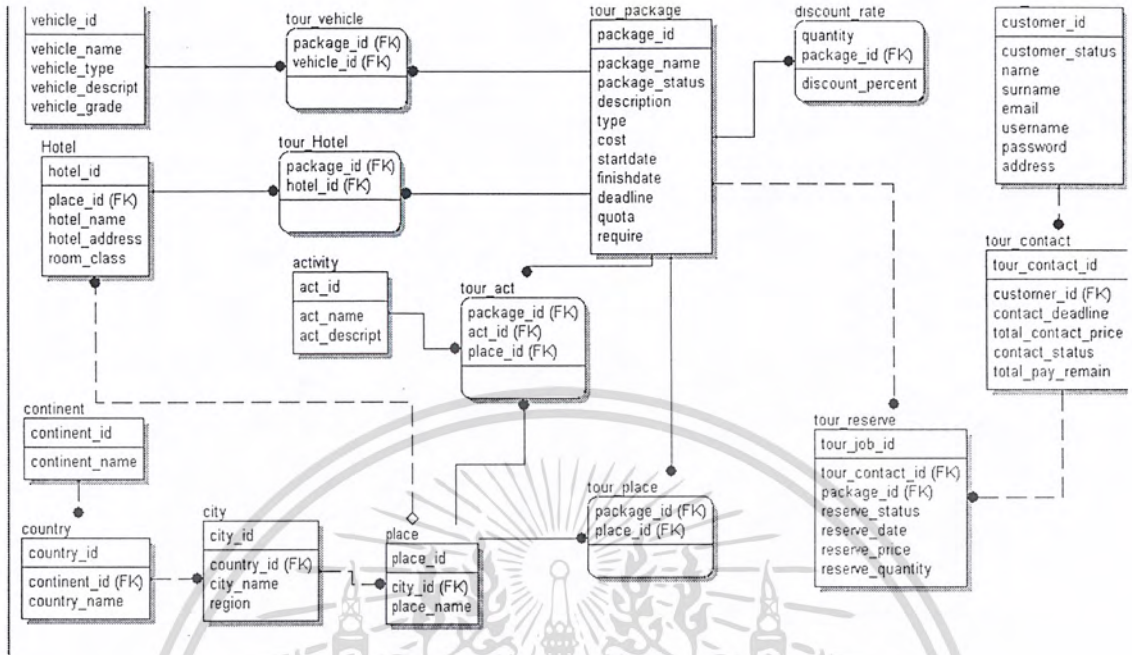 vehicle_id
vehicle_name
vehicle_type
vehicle_descript
vehicle_grade
tour_vehicle
package_id (FK)
vehicle_id (FK)
tour_package
package_id
package_name
package_status
description
type
cost
startdate
finishdate
deadline
quota
require
discount_rate
quantity
package_id (FK)
discount_percent
customer_id
customer_status
name
surname
email
username
password
address
Hotel
hotel_id
place_id (FK)
hotel_name
hotel_address
room_class
tour_Hotel
package_id (FK)
hotel_id (FK)
activity
act_id
act_name
act_descript
tour_act
package_id (FK)
act_id (FK)
place_id (FK)
tour_contact
tour_contact_id
customer_id (FK)
contact_deadline
total_contact_price
contact_status
total_pay_remain
continent
continent_id
continent_name
country
country_id
continent_id (FK)
country_name
city
city_id
country_id (FK)
city_name
region
place
place_id
city_id (FK)
place_name
tour_place
package_id (FK)
place_id (FK)
tour_reserve
tour_job_id
tour_contact_id (FK)
package_id (FK)
reserve_status
reserve_date
reserve_price
reserve_quantity